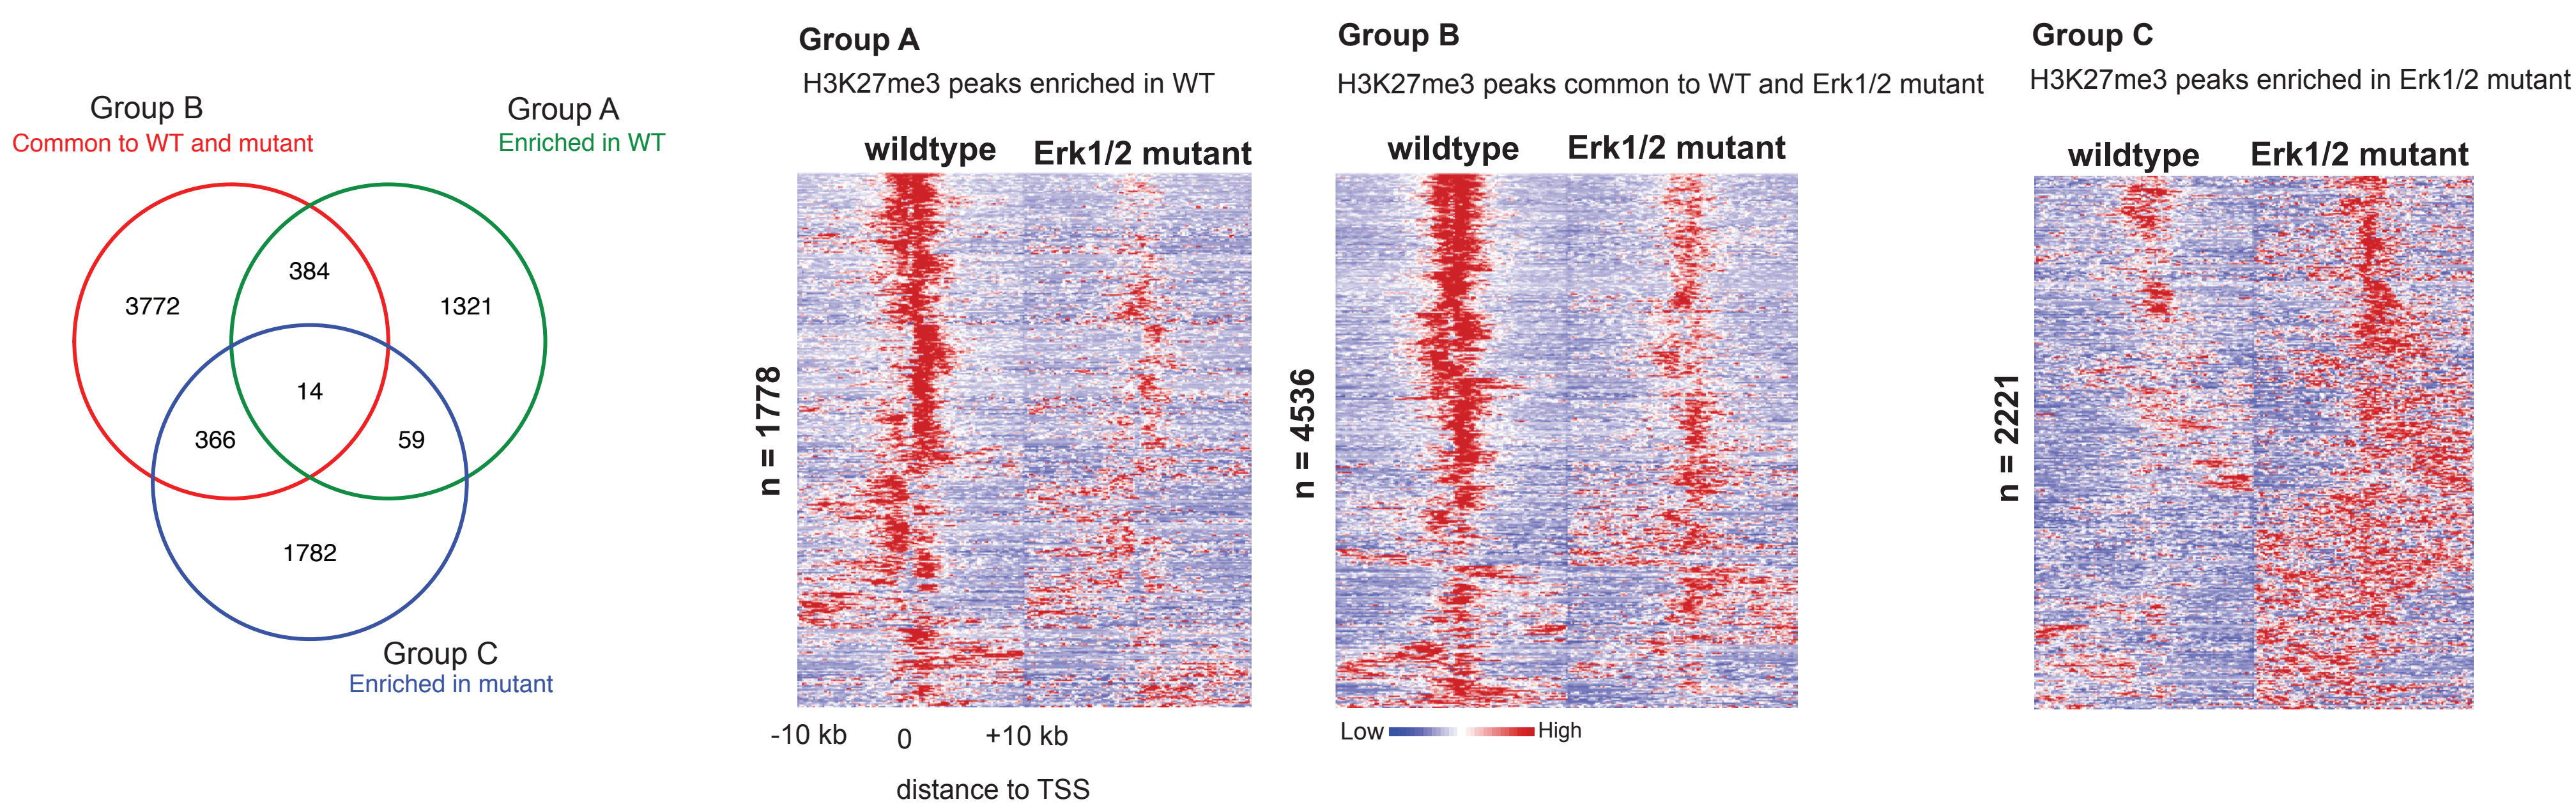 Group B
Common to WT and mutant
Group A
Enriched in WT
384
3772
1321
14
366
59
1782
Group C
Enriched in mutant
Group A
H3K27me3 peaks enriched in WT
wildtype
Erk1/2 mutant
n = 1778
-10 kb
0
+10 kb
distance to TSS
Group B
H3K27me3 peaks common to WT and Erk1/2 mutant
wildtype
Erk1/2 mutant
n = 4536
Low
High
Group C
H3K27me3 peaks enriched in Erk1/2 mutant
wildtype
Erk1/2 mutant
n = 2221